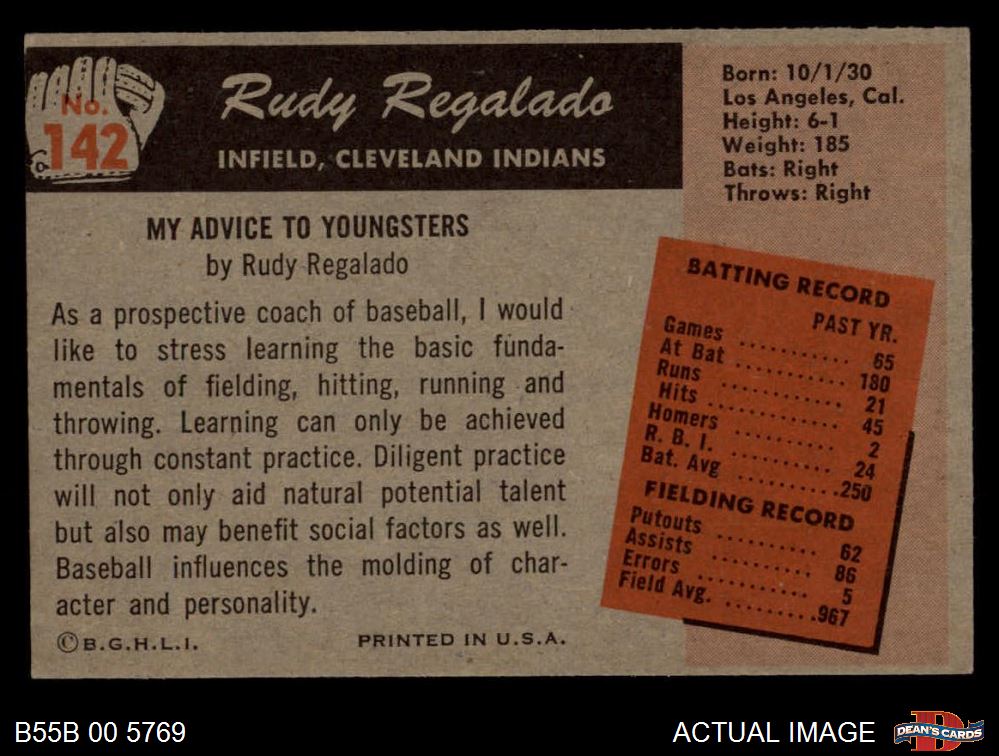 No.
142
Rudy Regalado
INFIELD, CLEVELAND INDIANS
Born: 10/1/30
Los Angeles, Cal.
Height: 6-1
Weight: 185
Bats: Right
Throws: Right
MY ADVICE TO YOUNGSTERS
by Rudy Regalado
As a prospective coach of baseball, I would
like to stress learning the basic funda-
mentals of fielding, hitting, running and
throwing. Learning can only be achieved
through constant practice. Diligent practice
will not only aid natural potential talent
but also may benefit social factors as well.
Baseball influences the molding of char-
acter and personality.
©B.G.H.L.I. PRINTED IN U.S.A.
BATTING RECORD
PAST YR.
Games .......... 65
At Bat .......... 180
Runs .......... 21
Hits .......... 45
Homers .......... 2
R. B. I. .......... 24
Bat. Avg .......... .250
FIELDING RECORD
Putouts .......... 62
Assists .......... 86
Errors .......... 5
Field Avg. .......... .967
B55B 00 5769
ACTUAL IMAGE
DEAN'S CARDS